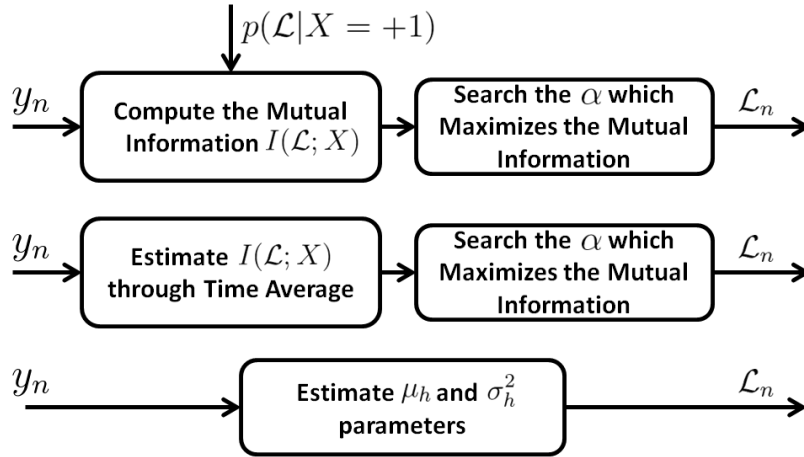 p(ℒ|X = +1)
y_n
Compute the Mutual
Information I(ℒ; X)
Search the α which
Maximizes the Mutual
Information
ℒ_n
y_n
Estimate I(ℒ; X)
through Time Average
Search the α which
Maximizes the Mutual
Information
ℒ_n
y_n
Estimate μ_h and σ_h^2
parameters
ℒ_n